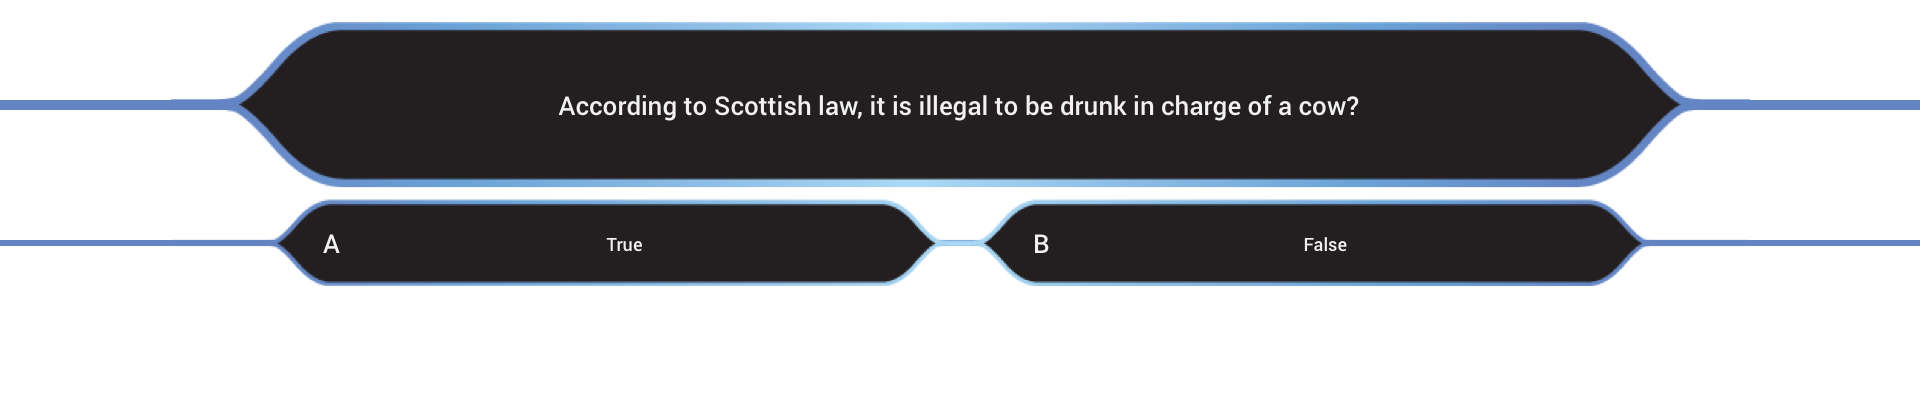 According to Scottish law, it is illegal to be drunk in charge of a cow?
A True
B False